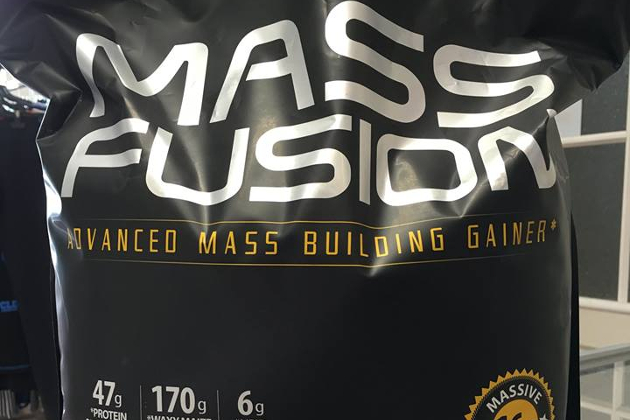 MASS
FUSION
ADVANCED MASS BUILDING GAINER*
47g 170g 6g
*PROTEIN
MASSIVE